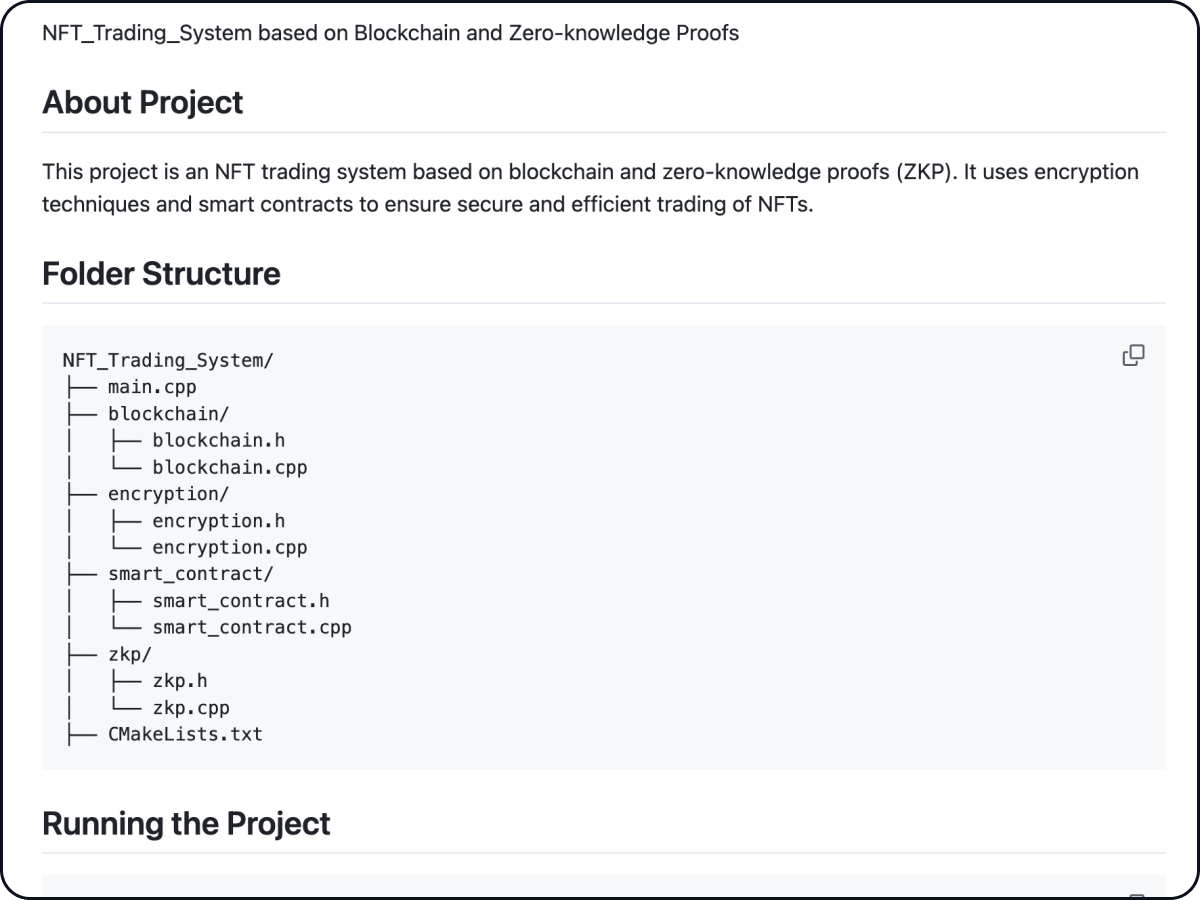 NFT_Trading_System based on Blockchain and Zero-knowledge Proofs
About Project
This project is an NFT trading system based on blockchain and zero-knowledge proofs (ZKP). It uses encryption
techniques and smart contracts to ensure secure and efficient trading of NFTs.
Folder Structure
NFT_Trading_System/
├── main.cpp
├── blockchain/
│   ├── blockchain.h
│   └── blockchain.cpp
├── encryption/
│   ├── encryption.h
│   └── encryption.cpp
├── smart_contract/
│   ├── smart_contract.h
│   └── smart_contract.cpp
├── zkp/
│   ├── zkp.h
│   └── zkp.cpp
├── CMakeLists.txt
Running the Project